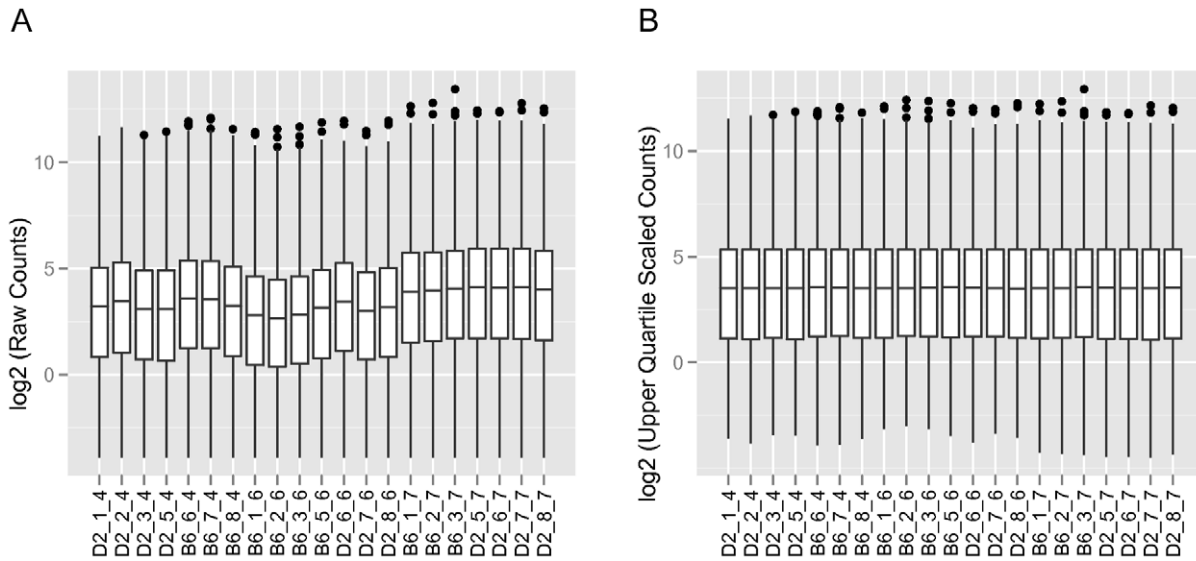 A
log2 (Raw Counts)
10
5
0
D2_1_4
D2_2_4
D2_3_4
D2_5_4
B6_6_4
B6_7_4
B6_8_4
B6_1_6
B6_2_6
B6_3_6
B6_5_6
D2_6_6
D2_7_6
D2_8_6
B6_1_7
B6_2_7
B6_3_7
D2_5_7
D2_6_7
D2_7_7
D2_8_7
B
log2 (Upper Quartile Scaled Counts)
10
5
0
D2_1_4
D2_2_4
D2_3_4
D2_5_4
B6_6_4
B6_7_4
B6_8_4
B6_1_6
B6_2_6
B6_3_6
B6_5_6
D2_6_6
D2_7_6
D2_8_6
B6_1_7
B6_2_7
B6_3_7
D2_5_7
D2_6_7
D2_7_7
D2_8_7